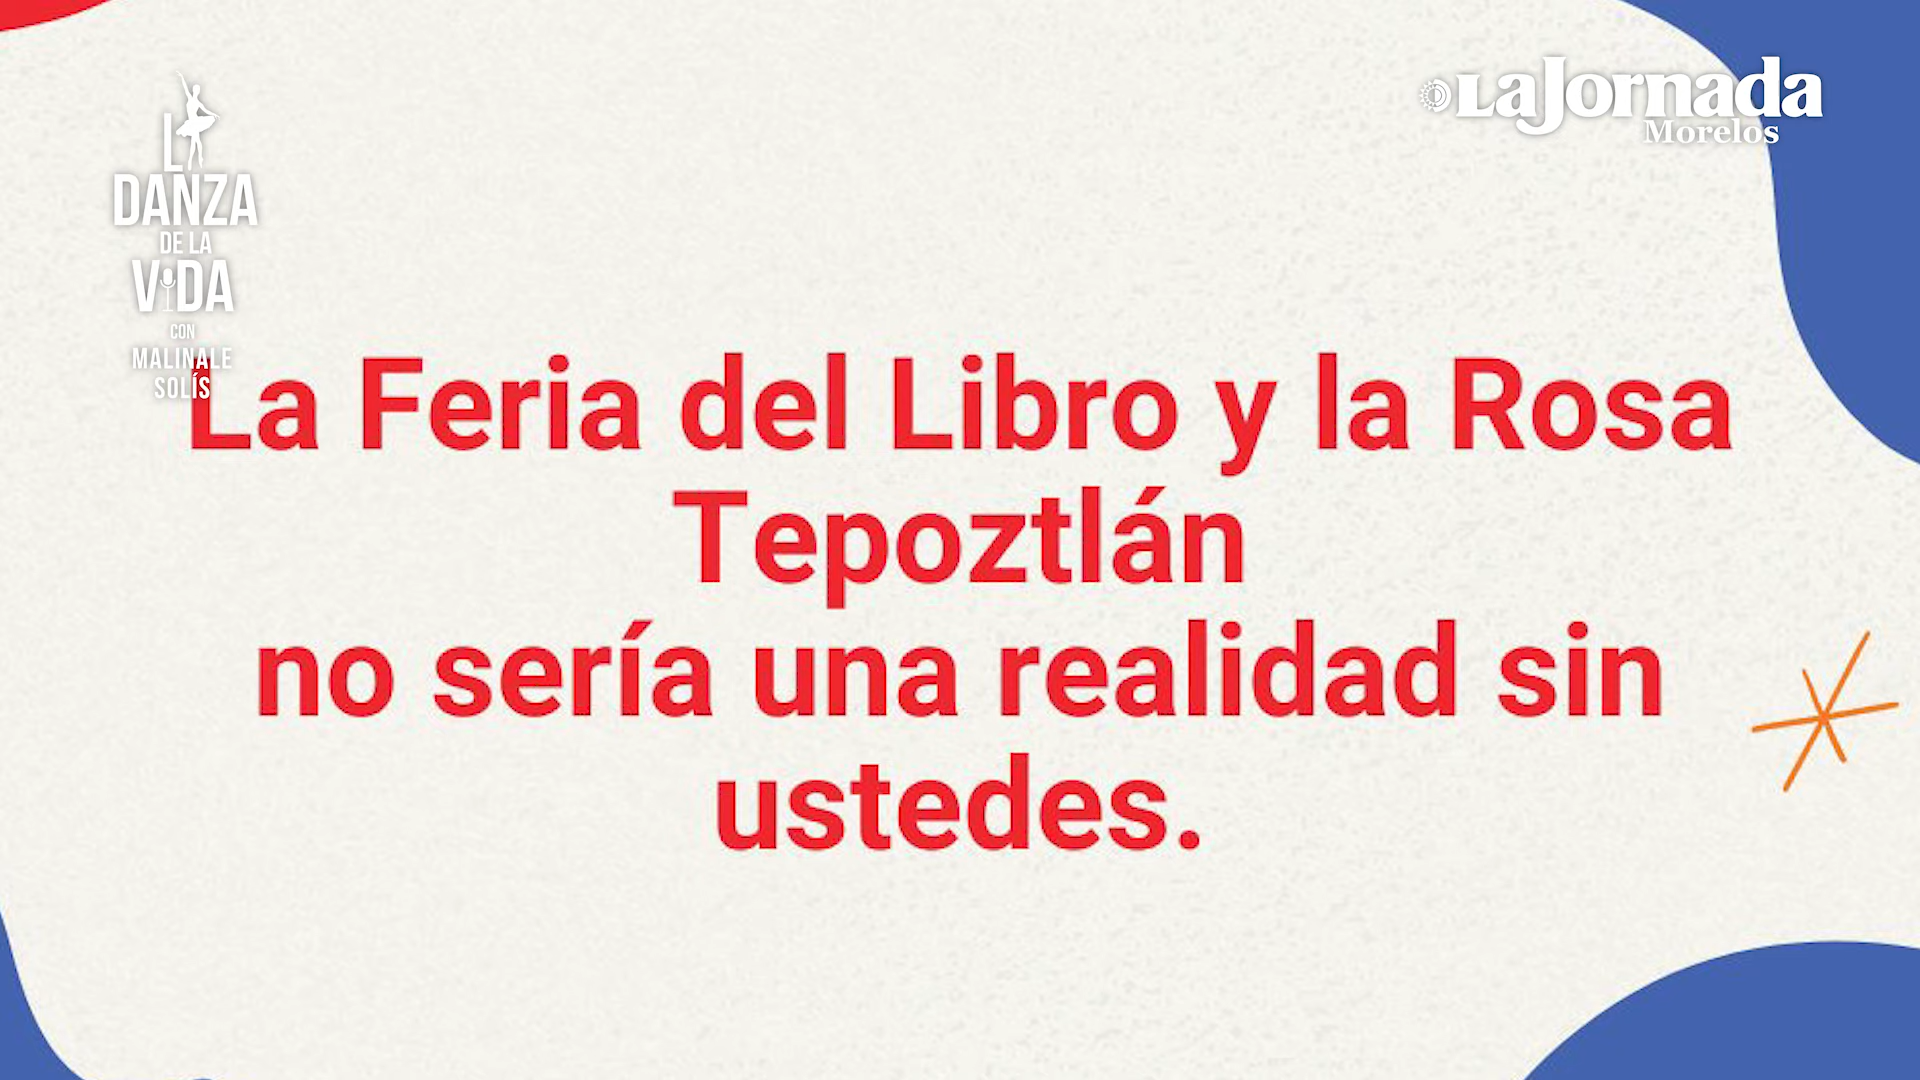 LA
DANZA
DE LA
VIDA
CON
MALINALE
SOLÍS
LaJornada
Morelos
La Feria del Libro y la Rosa
Tepoztlán
no sería una realidad sin
ustedes.